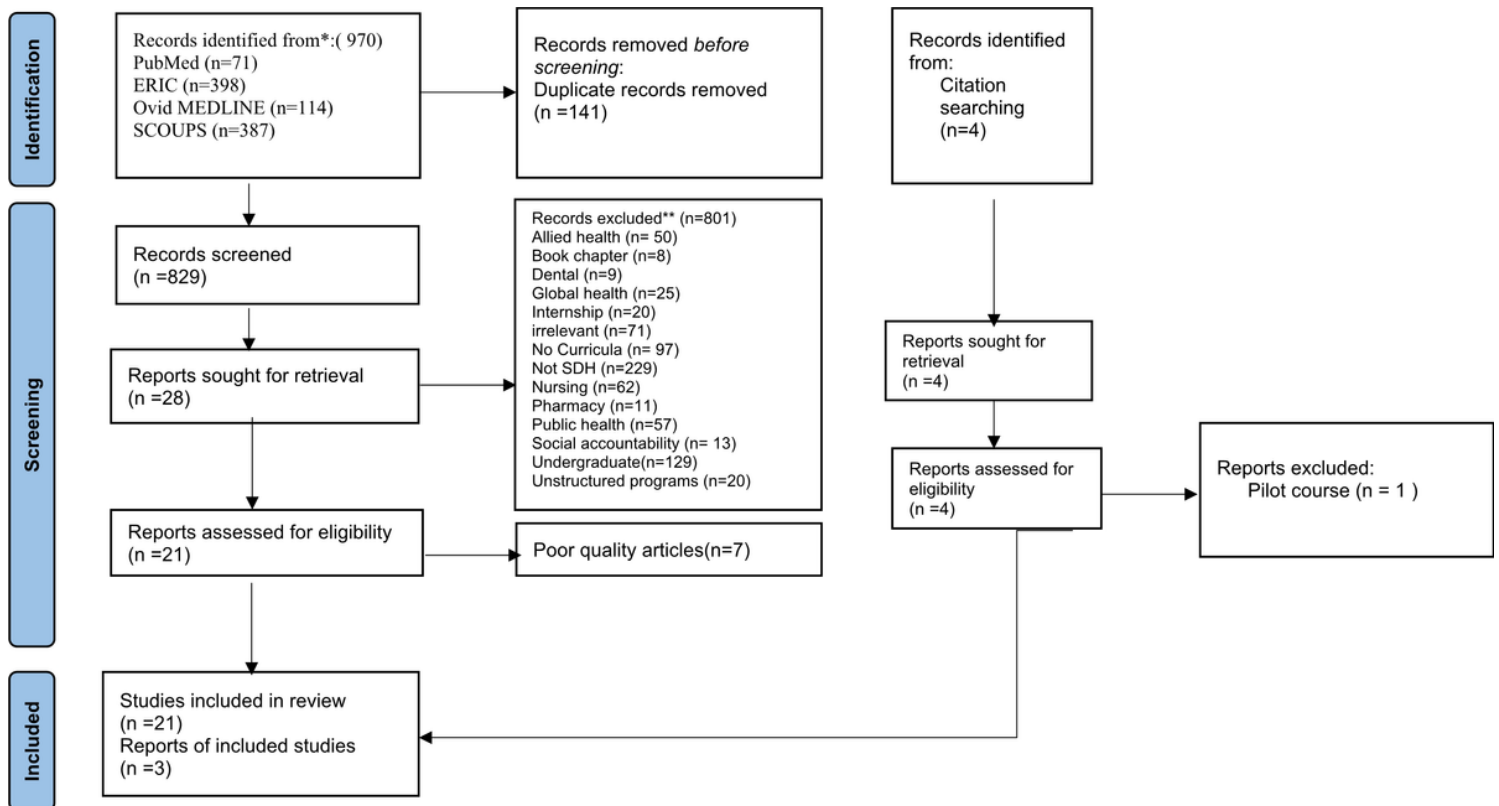 Identification
Records identified from*:( 970)
PubMed (n=71)
ERIC (n=398)
Ovid MEDLINE (n=114)
SCOUPS (n=387)
Records removed before
screening:
Duplicate records removed
(n =141)
Records identified
from:
Citation
searching
(n=4)
Screening
Records screened
(n =829)
Records excluded** (n=801)
Allied health (n= 50)
Book chapter (n=8)
Dental (n=9)
Global health (n=25)
Internship (n=20)
irrelevant (n=71)
No Curricula (n= 97)
Not SDH (n=229)
Nursing (n=62)
Pharmacy (n=11)
Public health (n=57)
Social accountability (n= 13)
Undergraduate(n=129)
Unstructured programs (n=20)
Reports sought for retrieval
(n =28)
Reports sought for
retrieval
(n =4)
Reports assessed for eligibility
(n =21)
Poor quality articles(n=7)
Reports assessed for
eligibility
(n =4)
Reports excluded:
Pilot course (n = 1 )
Included
Studies included in review
(n =21)
Reports of included studies
(n =3)